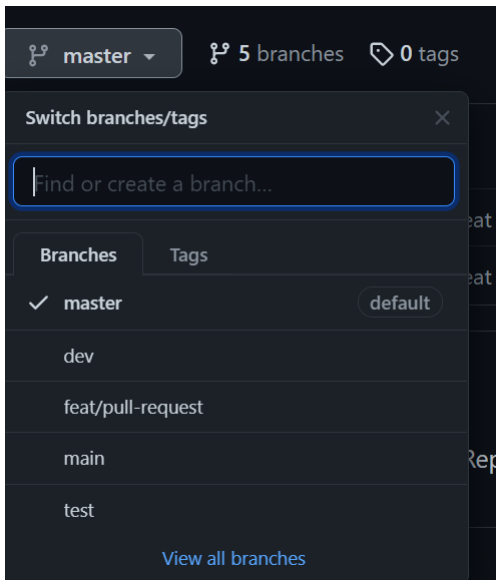 master 5 branches 0 tags
Switch branches/tags
Find or create a branch...
Branches Tags
master default
dev
feat/pull-request
main
test
View all branches